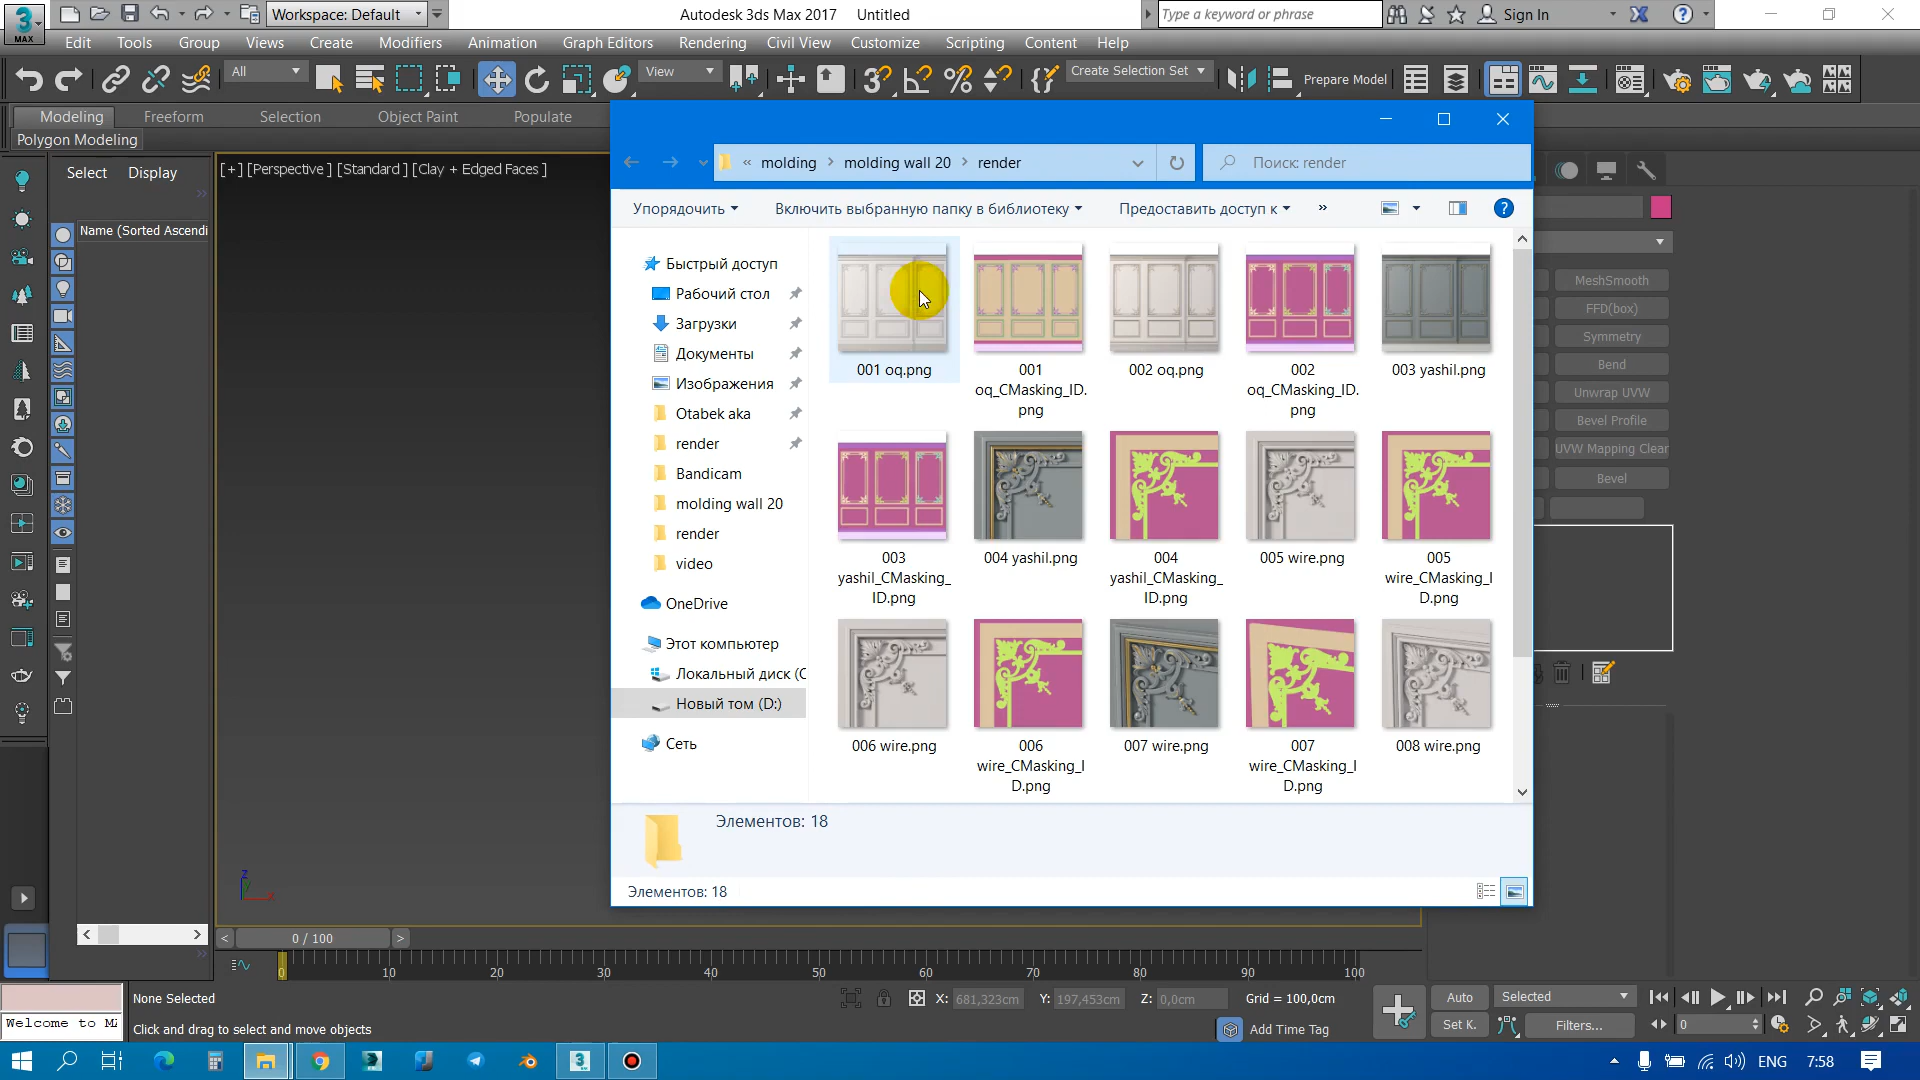 3
MAX
Workspace: Default
Autodesk 3ds Max 2017 Untitled
Type a keyword or phrase
Sign In
Edit Tools Group Views Create Modifiers Animation Graph Editors Rendering Civil View Customize Scripting Content Help
All
View
Create Selection Set
Prepare Model
Modeling Freeform Selection Object Paint Populate
Polygon Modeling
Select Display
[+] [Perspective ] [Standard ] [Clay + Edged Faces ]
Name (Sorted Ascendi
« molding › molding wall 20 › render
Поиск: render
Упорядочить
Включить выбранную папку в библиотеку
Предоставить доступ к
»
Быстрый доступ
Рабочий стол
Загрузки
Документы
Изображения
Otabek aka
render
Bandicam
molding wall 20
render
video
OneDrive
Этот компьютер
Локальный диск (C
Новый том (D:)
Сеть
001 oq.png
001
oq_CMasking_ID.
png
002 oq.png
002
oq_CMasking_ID.
png
003 yashil.png
003
yashil_CMasking_
ID.png
004 yashil.png
004
yashil_CMasking_
ID.png
005 wire.png
005
wire_CMasking_I
D.png
006 wire.png
006
wire_CMasking_I
D.png
007 wire.png
007
wire_CMasking_I
D.png
008 wire.png
Элементов: 18
Элементов: 18
MeshSmooth
FFD(box)
Symmetry
Bend
Unwrap UVW
Bevel Profile
UVW Mapping Clear
Bevel
0 / 100
0 10 20 30 40 50 60 70 80 90 100
None Selected
X: 681,323cm Y: 197,453cm Z: 0,0cm Grid = 100,0cm
Auto Selected
Welcome to M
Click and drag to select and move objects
Add Time Tag
Set K. Filters... 0
ENG 7:58